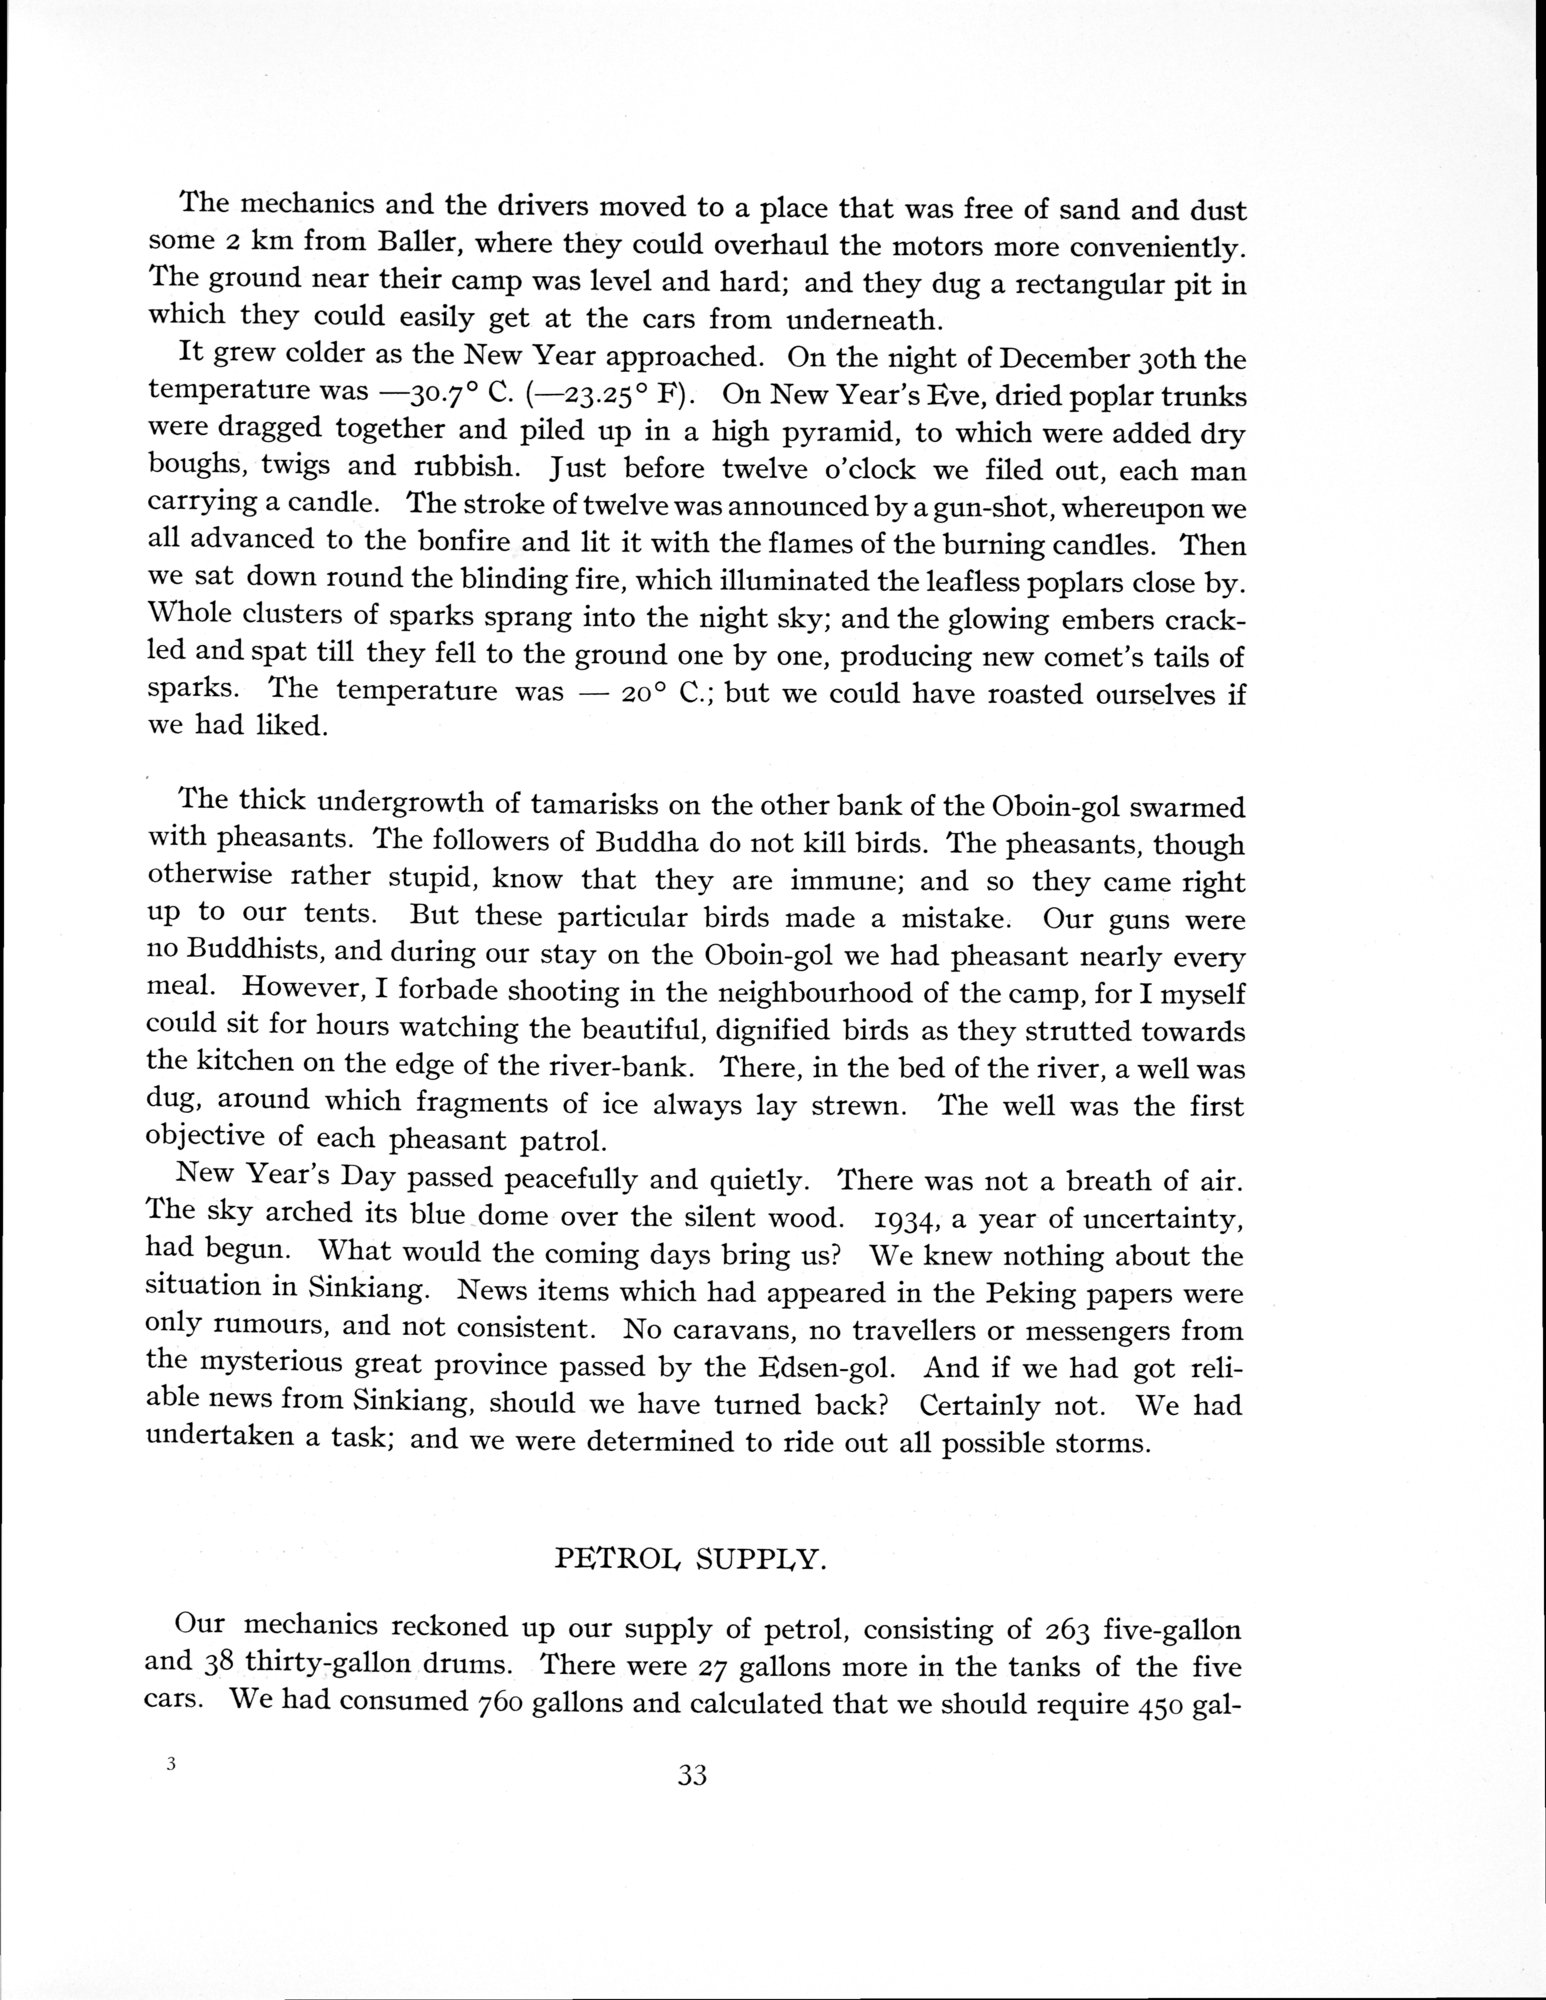 The mechanics and the drivers moved to a place that was free of sand and dust
some 2 km from Baller, where they could overhaul the motors more conveniently.
The ground near their camp was level and hard; and they dug a rectangular pit in
which they could easily get at the cars from underneath.
It grew colder as the New Year approached. On the night of December 30th the
temperature was —30.7° C. (—23.25° F). On New Year's Eve, dried poplar trunks
were dragged together and piled up in a high pyramid, to which were added dry
boughs, twigs and rubbish. Just before twelve o'clock we filed out, each man
carrying a candle. The stroke of twelve was announced by a gun-shot, whereupon we
all advanced to the bonfire and lit it with the flames of the burning candles. Then
we sat down round the blinding fire, which illuminated the leafless poplars close by.
Whole clusters of sparks sprang into the night sky; and the glowing embers crack-
led and spat till they fell to the ground one by one, producing new comet's tails of
sparks. The temperature was — 20° C.; but we could have roasted ourselves if
we had liked.
The thick undergrowth of tamarisks on the other bank of the Oboin-gol swarmed
with pheasants. The followers of Buddha do not kill birds. The pheasants, though
otherwise rather stupid, know that they are immune; and so they came right
up to our tents. But these particular birds made a mistake. Our guns were
no Buddhists, and during our stay on the Oboin-gol we had pheasant nearly every
meal. However, I forbade shooting in the neighbourhood of the camp, for I myself
could sit for hours watching the beautiful, dignified birds as they strutted towards
the kitchen on the edge of the river-bank. There, in the bed of the river, a well was
dug, around which fragments of ice always lay strewn. The well was the first
objective of each pheasant patrol.
New Year's Day passed peacefully and quietly. There was not a breath of air.
The sky arched its blue dome over the silent wood. 1934, a year of uncertainty,
had begun. What would the coming days bring us? We knew nothing about the
situation in Sinkiang. News items which had appeared in the Peking papers were
only rumours, and not consistent. No caravans, no travellers or messengers from
the mysterious great province passed by the Edsen-gol. And if we had got reli-
able news from Sinkiang, should we have turned back? Certainly not. We had
undertaken a task; and we were determined to ride out all possible storms.
PETROL SUPPLY.
Our mechanics reckoned up our supply of petrol, consisting of 263 five-gallon
and 38 thirty-gallon drums. There were 27 gallons more in the tanks of the five
cars. We had consumed 760 gallons and calculated that we should require 450 gal-
3
33